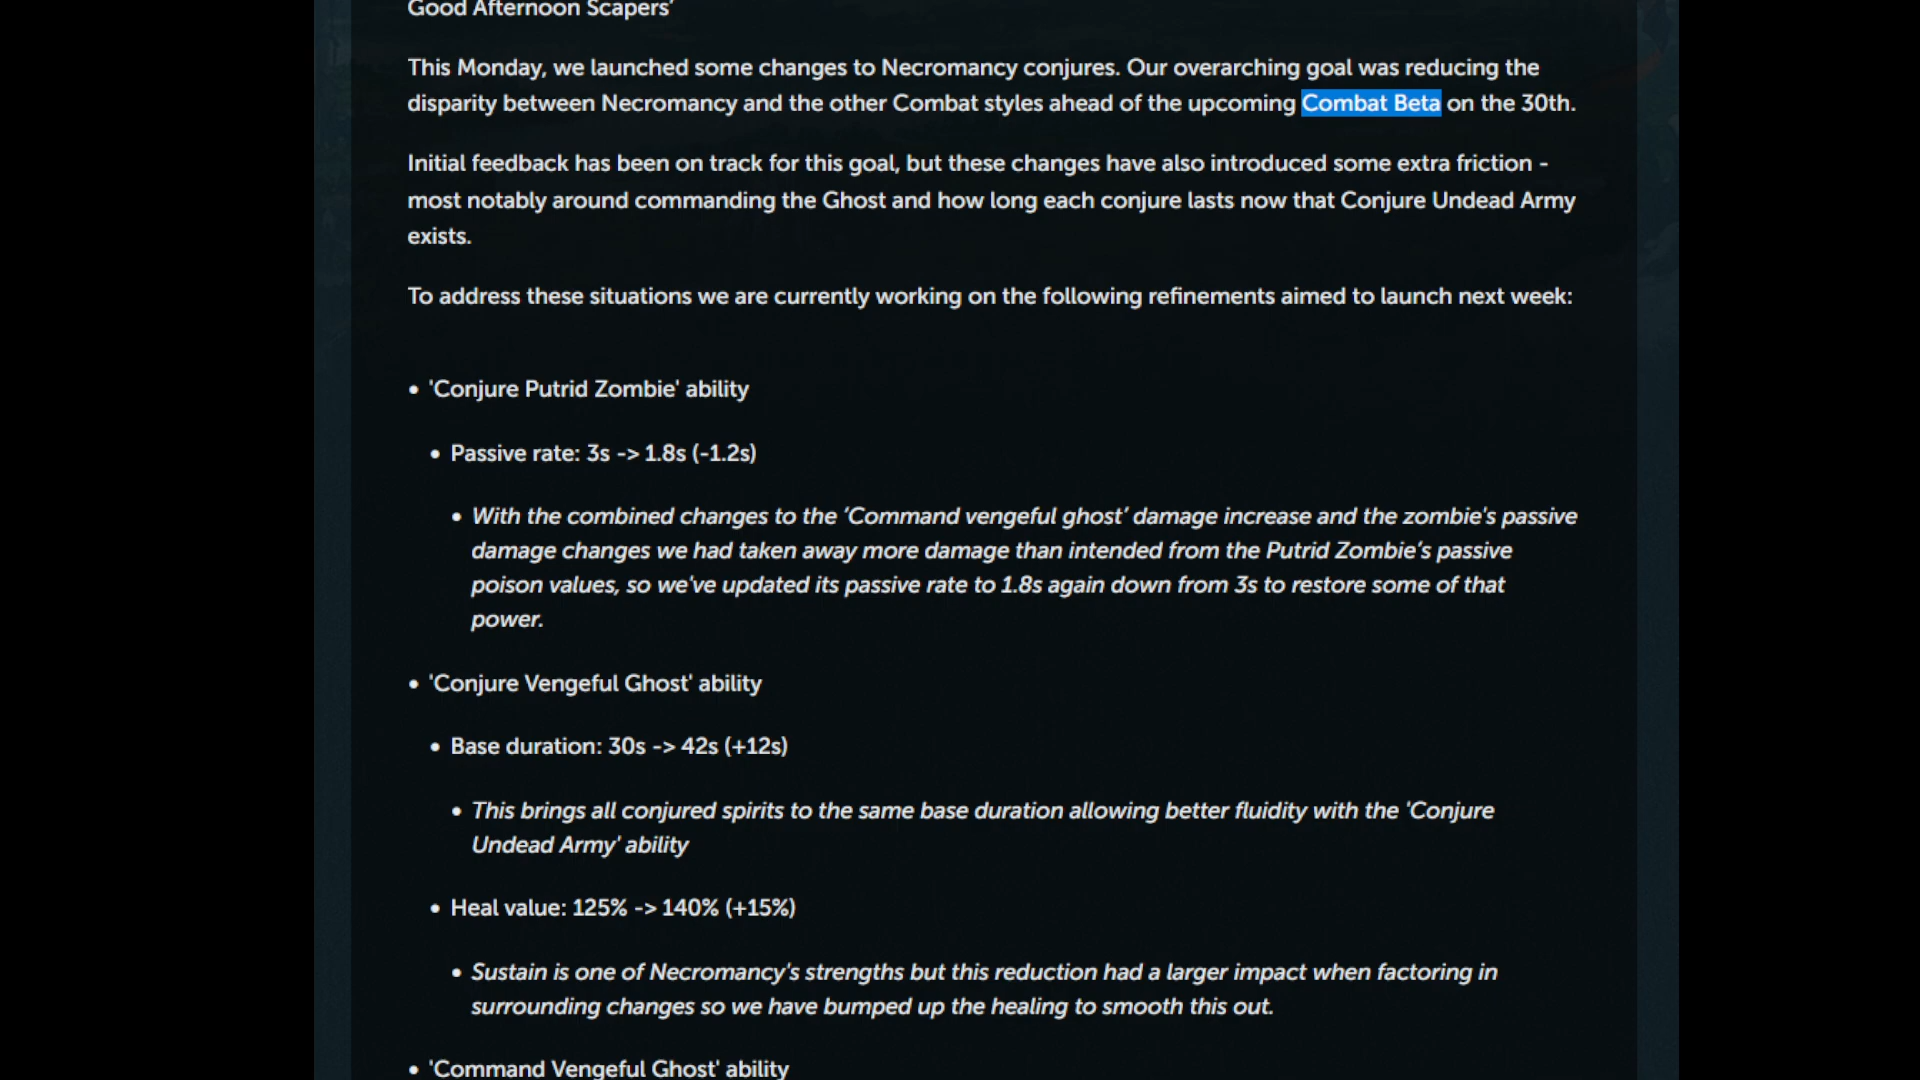 Good Afternoon Scapers’
This Monday, we launched some changes to Necromancy conjures. Our overarching goal was reducing the
disparity between Necromancy and the other Combat styles ahead of the upcoming Combat Beta on the 30th.
Initial feedback has been on track for this goal, but these changes have also introduced some extra friction -
most notably around commanding the Ghost and how long each conjure lasts now that Conjure Undead Army
exists.
To address these situations we are currently working on the following refinements aimed to launch next week:
• 'Conjure Putrid Zombie' ability
• Passive rate: 3s -> 1.8s (-1.2s)
• With the combined changes to the ‘Command vengeful ghost’ damage increase and the zombie's passive
damage changes we had taken away more damage than intended from the Putrid Zombie’s passive
poison values, so we've updated its passive rate to 1.8s again down from 3s to restore some of that
power.
• 'Conjure Vengeful Ghost' ability
• Base duration: 30s -> 42s (+12s)
• This brings all conjured spirits to the same base duration allowing better fluidity with the 'Conjure
Undead Army' ability
• Heal value: 125% -> 140% (+15%)
• Sustain is one of Necromancy's strengths but this reduction had a larger impact when factoring in
surrounding changes so we have bumped up the healing to smooth this out.
• 'Command Vengeful Ghost' ability